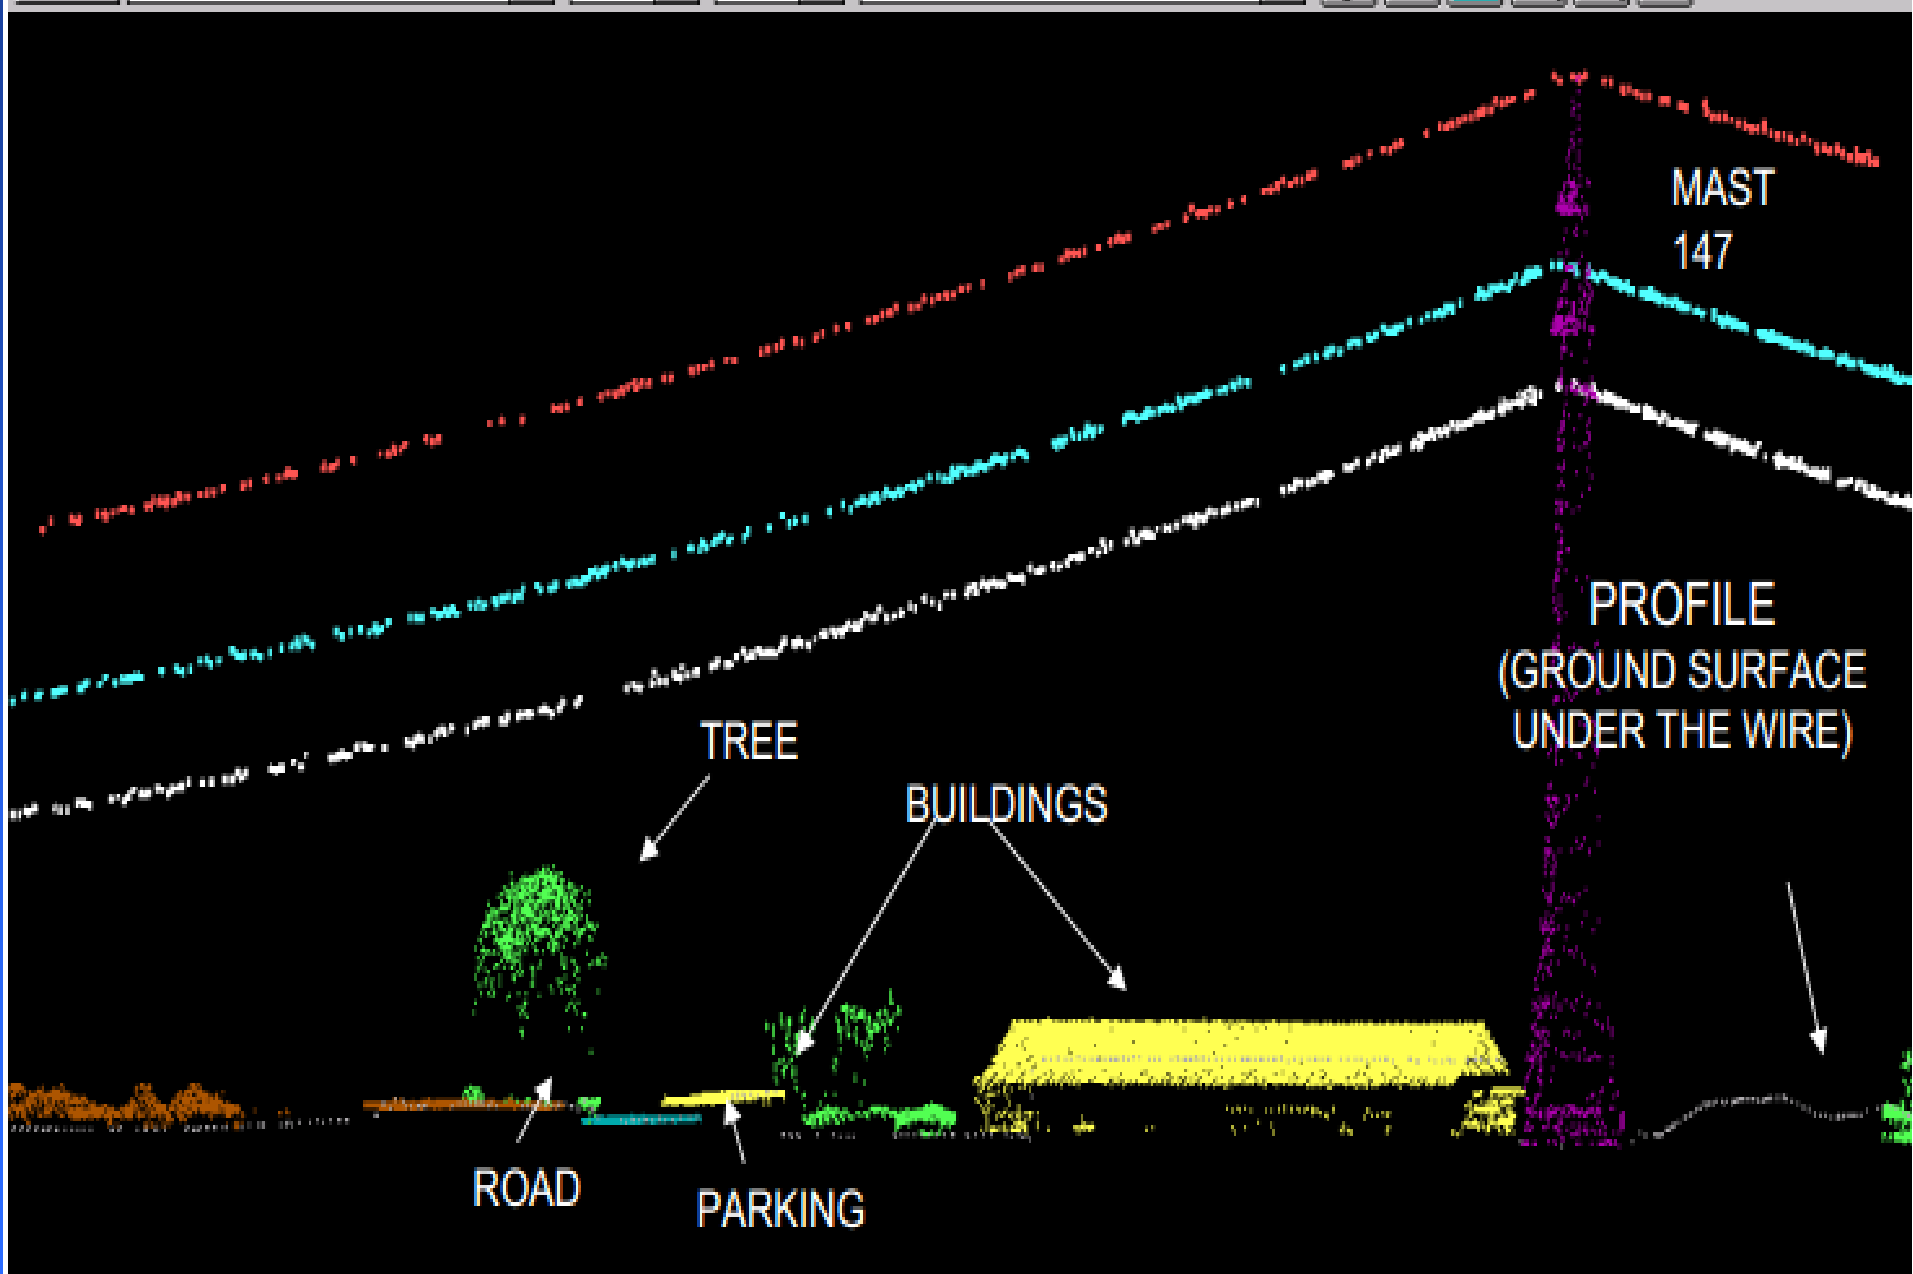 MAST
147
PROFILE
(GROUND SURFACE
UNDER THE WIRE)
TREE
BUILDINGS
ROAD
PARKING